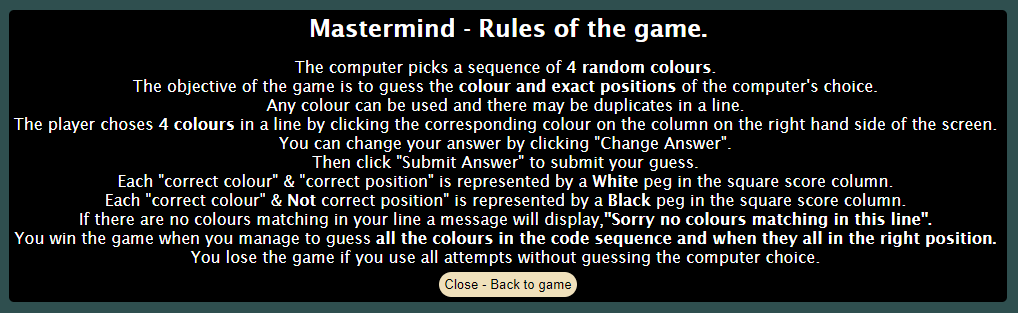 Mastermind - Rules of the game.
The computer picks a sequence of 4 random colours.
The objective of the game is to guess the colour and exact positions of the computer's choice.
Any colour can be used and there may be duplicates in a line.
The player choses 4 colours in a line by clicking the corresponding colour on the column on the right hand side of the screen.
You can change your answer by clicking "Change Answer".
Then click "Submit Answer" to submit your guess.
Each "correct colour" & "correct position" is represented by a White peg in the square score column.
Each "correct colour" & Not correct position" is represented by a Black peg in the square score column.
If there are no colours matching in your line a message will display,"Sorry no colours matching in this line".
You win the game when you manage to guess all the colours in the code sequence and when they all in the right position.
You lose the game if you use all attempts without guessing the computer choice.
Close - Back to game